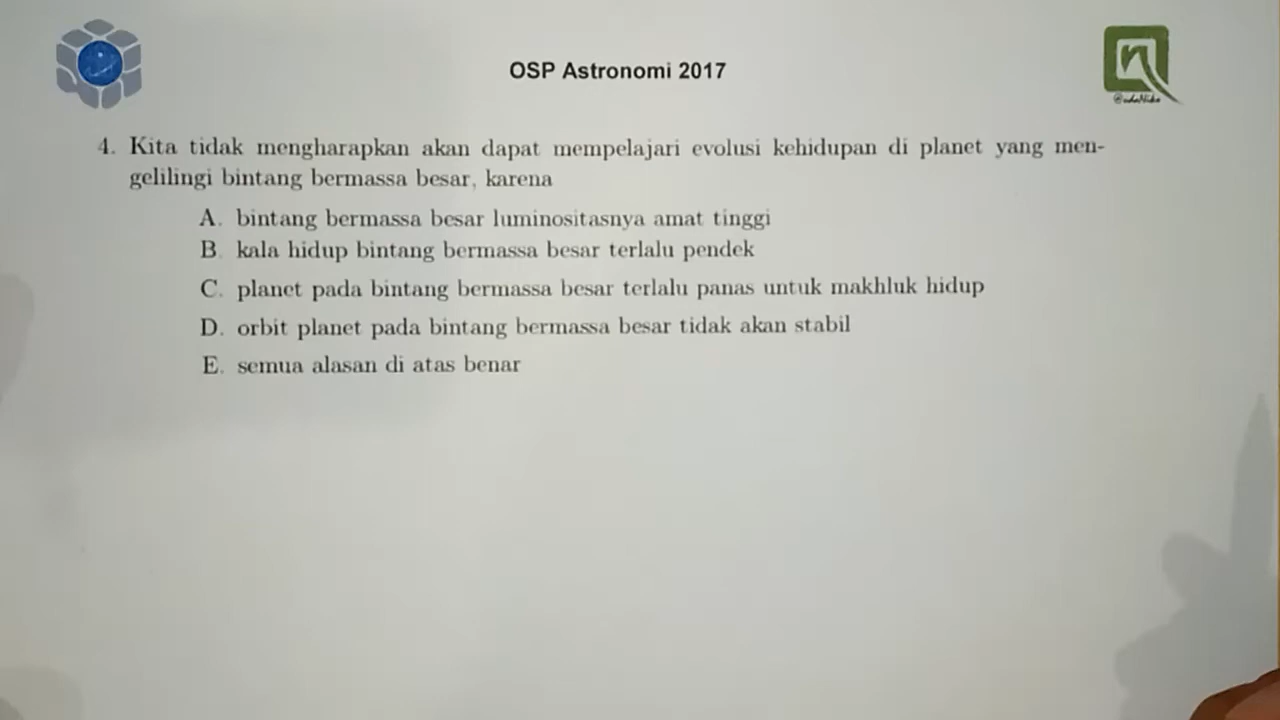 OSP Astronomi 2017
@udaNiko
4. Kita tidak mengharapkan akan dapat mempelajari evolusi kehidupan di planet yang men-
gelilingi bintang bermassa besar, karena
A. bintang bermassa besar luminositasnya amat tinggi
B. kala hidup bintang bermassa besar terlalu pendek
C. planet pada bintang bermassa besar terlalu panas untuk makhluk hidup
D. orbit planet pada bintang bermassa besar tidak akan stabil
E. semua alasan di atas benar